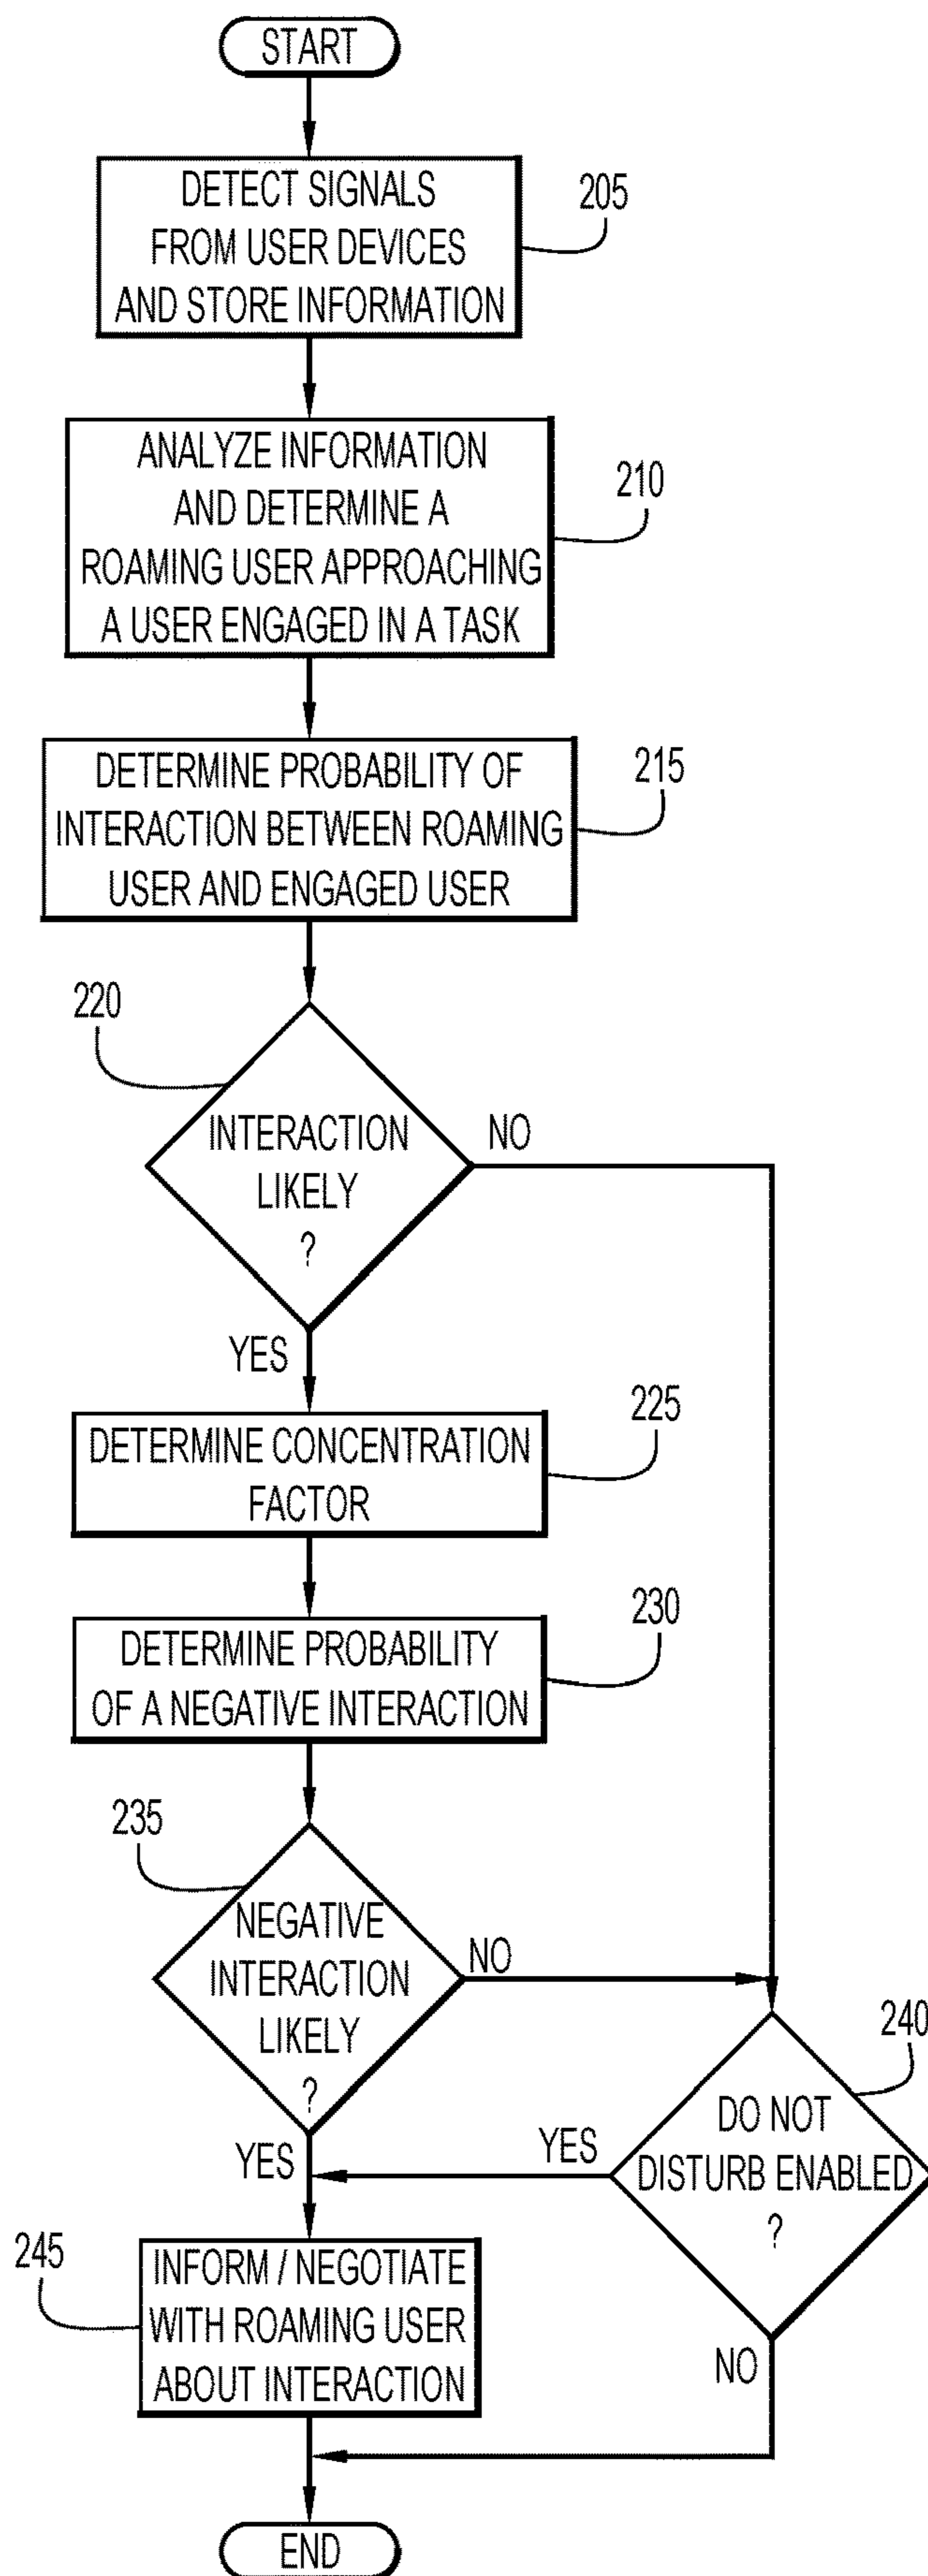 START
DETECT SIGNALS
FROM USER DEVICES
AND STORE INFORMATION
205
ANALYZE INFORMATION
AND DETERMINE A
ROAMING USER APPROACHING
A USER ENGAGED IN A TASK
210
DETERMINE PROBABILITY OF
INTERACTION BETWEEN ROAMING
USER AND ENGAGED USER
215
220
INTERACTION
LIKELY
?
NO
YES
DETERMINE CONCENTRATION
FACTOR
225
DETERMINE PROBABILITY
OF A NEGATIVE INTERACTION
230
235
NEGATIVE
INTERACTION
LIKELY
?
NO
YES
240
DO NOT
DISTURB ENABLED
?
YES
NO
245
INFORM / NEGOTIATE
WITH ROAMING USER
ABOUT INTERACTION
END